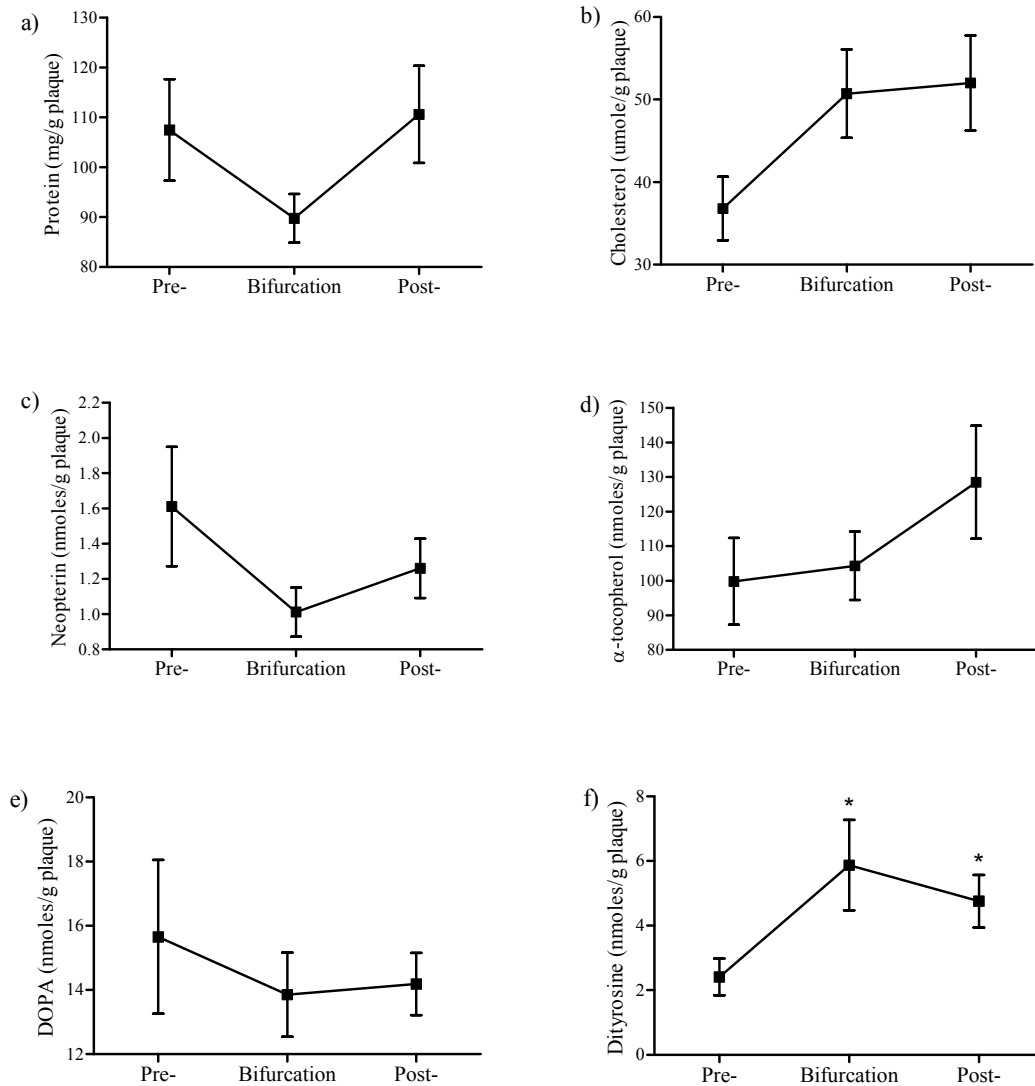 a)
Protein (mg/g plaque)
130
120
110
100
90
80
Pre-
Bifurcation
Post-
b)
Cholesterol (umole/g plaque)
60
50
40
30
Pre-
Bifurcation
Post-
c)
Neopterin (nmoles/g plaque)
2.2
2.0
1.8
1.6
1.4
1.2
1.0
0.8
Pre-
Brifurcation
Post-
d)
α-tocopherol (nmoles/g plaque)
150
140
130
120
110
100
90
80
Pre-
Bifurcation
Post-
e)
DOPA (nmoles/g plaque)
20
18
16
14
12
Pre-
Bifurcation
Post-
f)
Dityrosine (nmoles/g plaque)
8
6
4
2
0
*
*
Pre-
Bifurcation
Post-